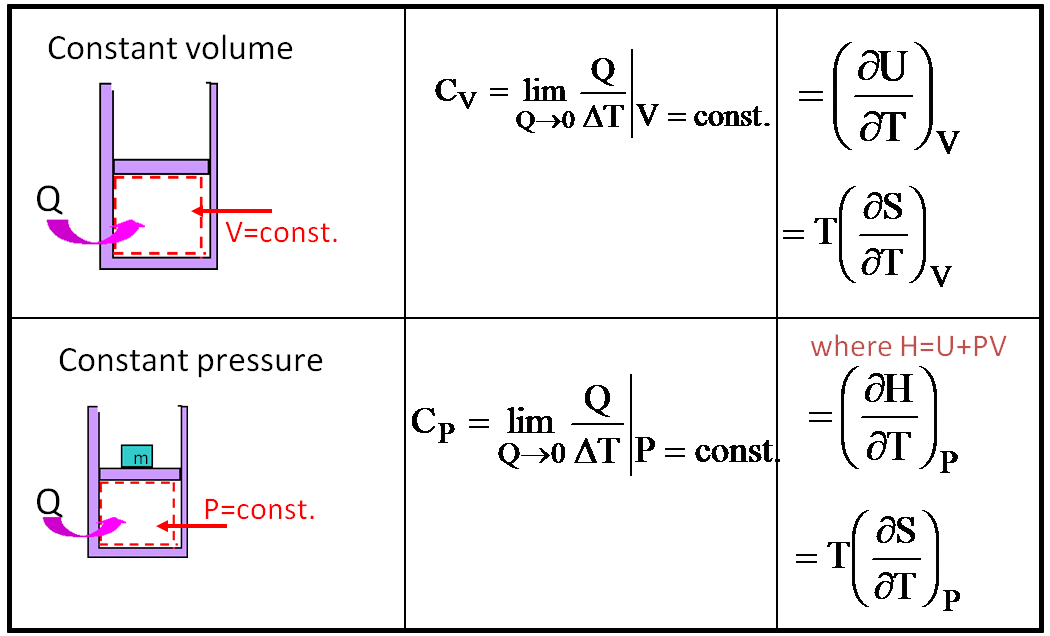 Constant volume
Q
V=const.
C_V = lim_{Q→0} Q/ΔT |V = const.
= (∂U/∂T)_V
= T(∂S/∂T)_V
Constant pressure
m
Q
P=const.
C_P = lim_{Q→0} Q/ΔT |P = const.
where H=U+PV
= (∂H/∂T)_P
= T(∂S/∂T)_P